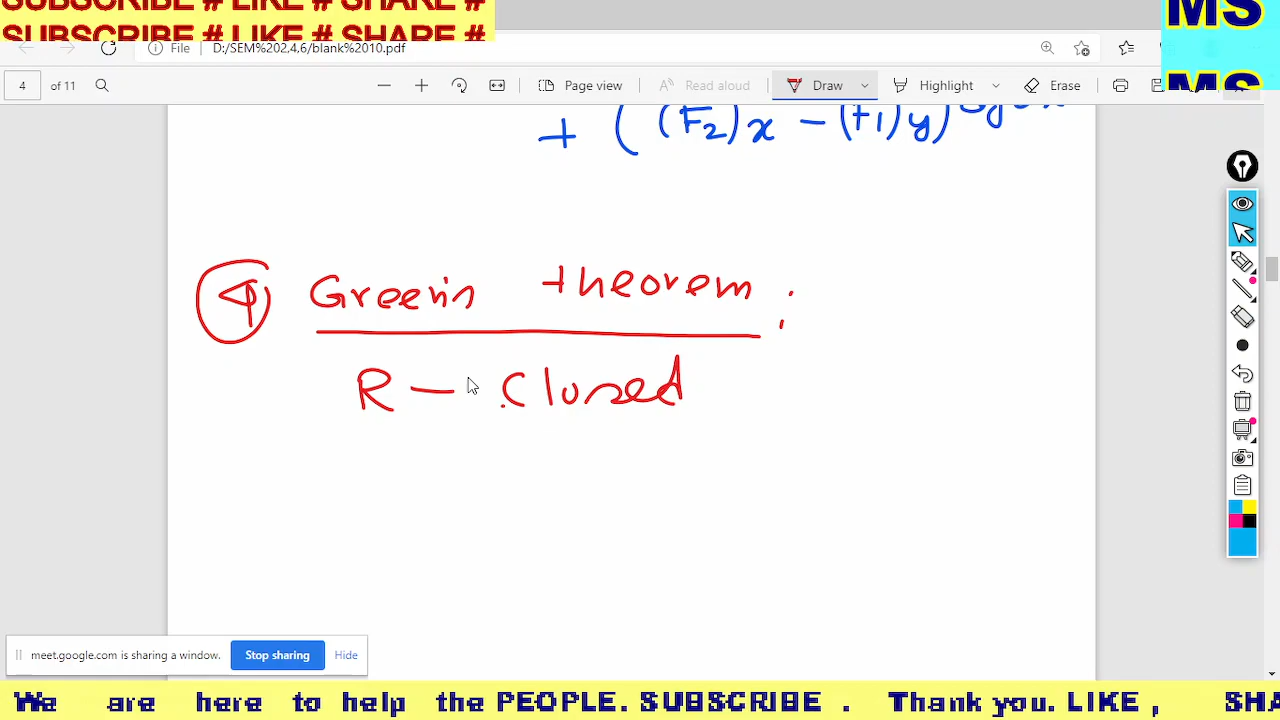 SUBSCRIBE # LIKE # SHARE #
SUBSCRIBE # LIKE # SHARE #
MS
MS
File D:/SEM%202,4.6/blank%2010.pdf
4 of 11 Page view Read aloud Draw Highlight Erase
+ ((F2)x - (F1)y)
4 Green's theorem :
R — Closed
meet.google.com is sharing a window. Stop sharing Hide
We are here to help the PEOPLE. SUBSCRIBE . Thank you. LIKE , SHA